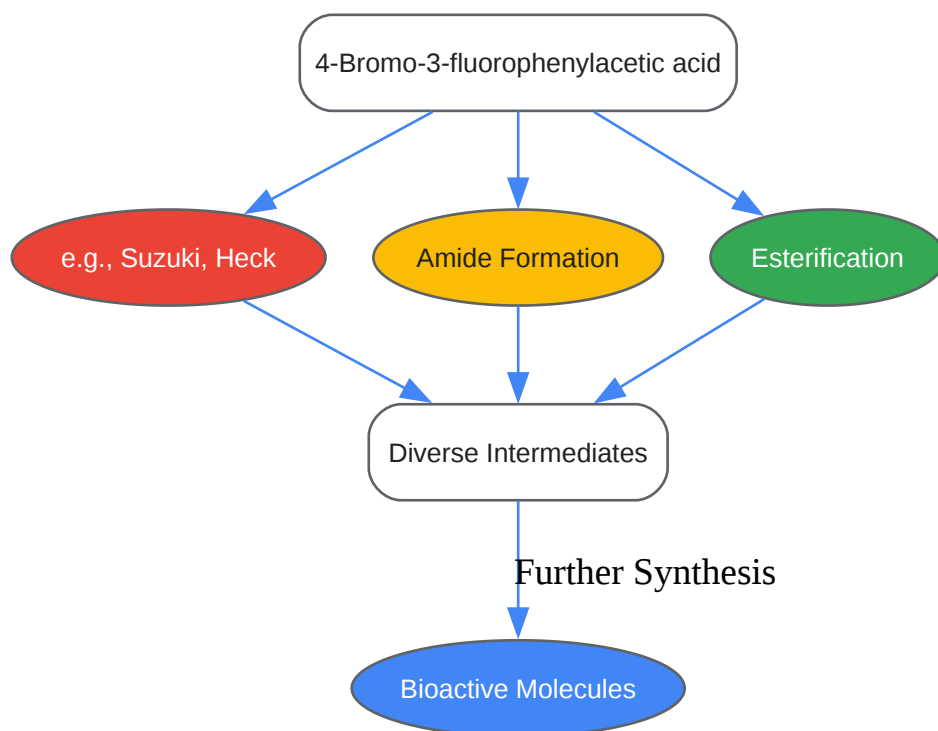 4-Bromo-3-fluorophenylacetic acid
e.g., Suzuki, Heck
Amide Formation
Esterification
Diverse Intermediates
Further Synthesis
Bioactive Molecules